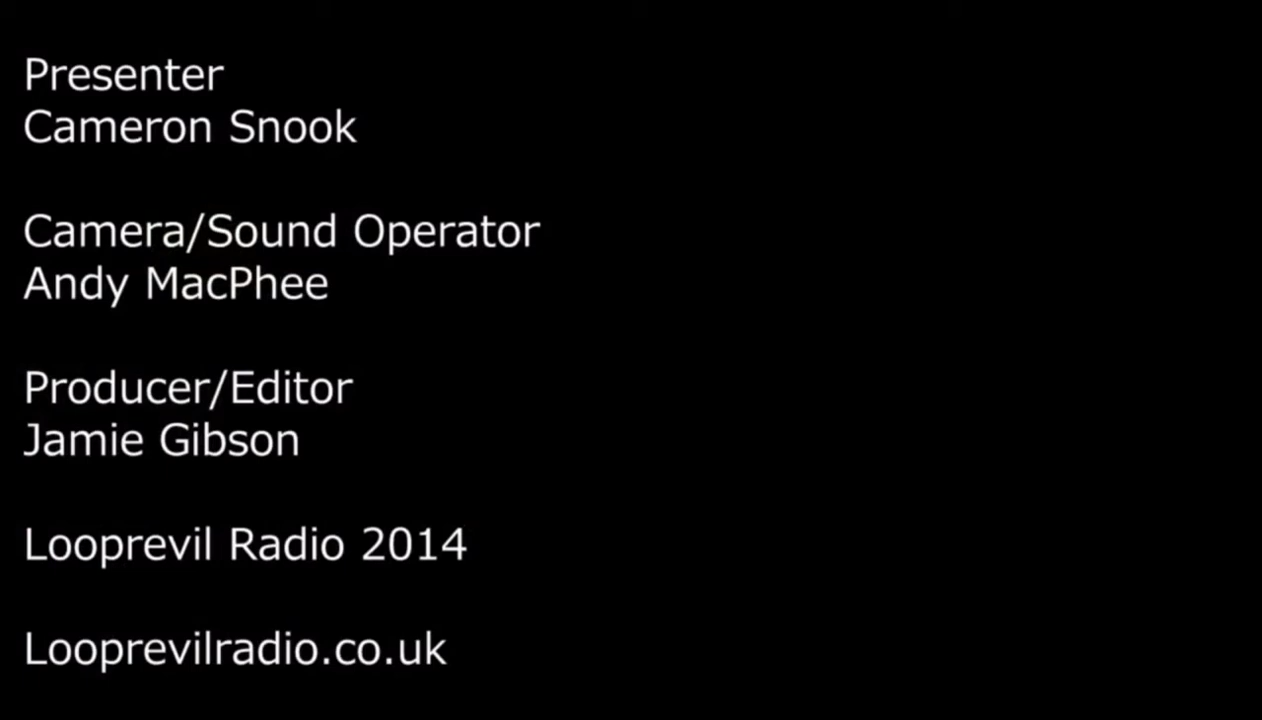 Presenter
Cameron Snook
Camera/Sound Operator
Andy MacPhee
Producer/Editor
Jamie Gibson
Looprevil Radio 2014
Looprevilradio.co.uk